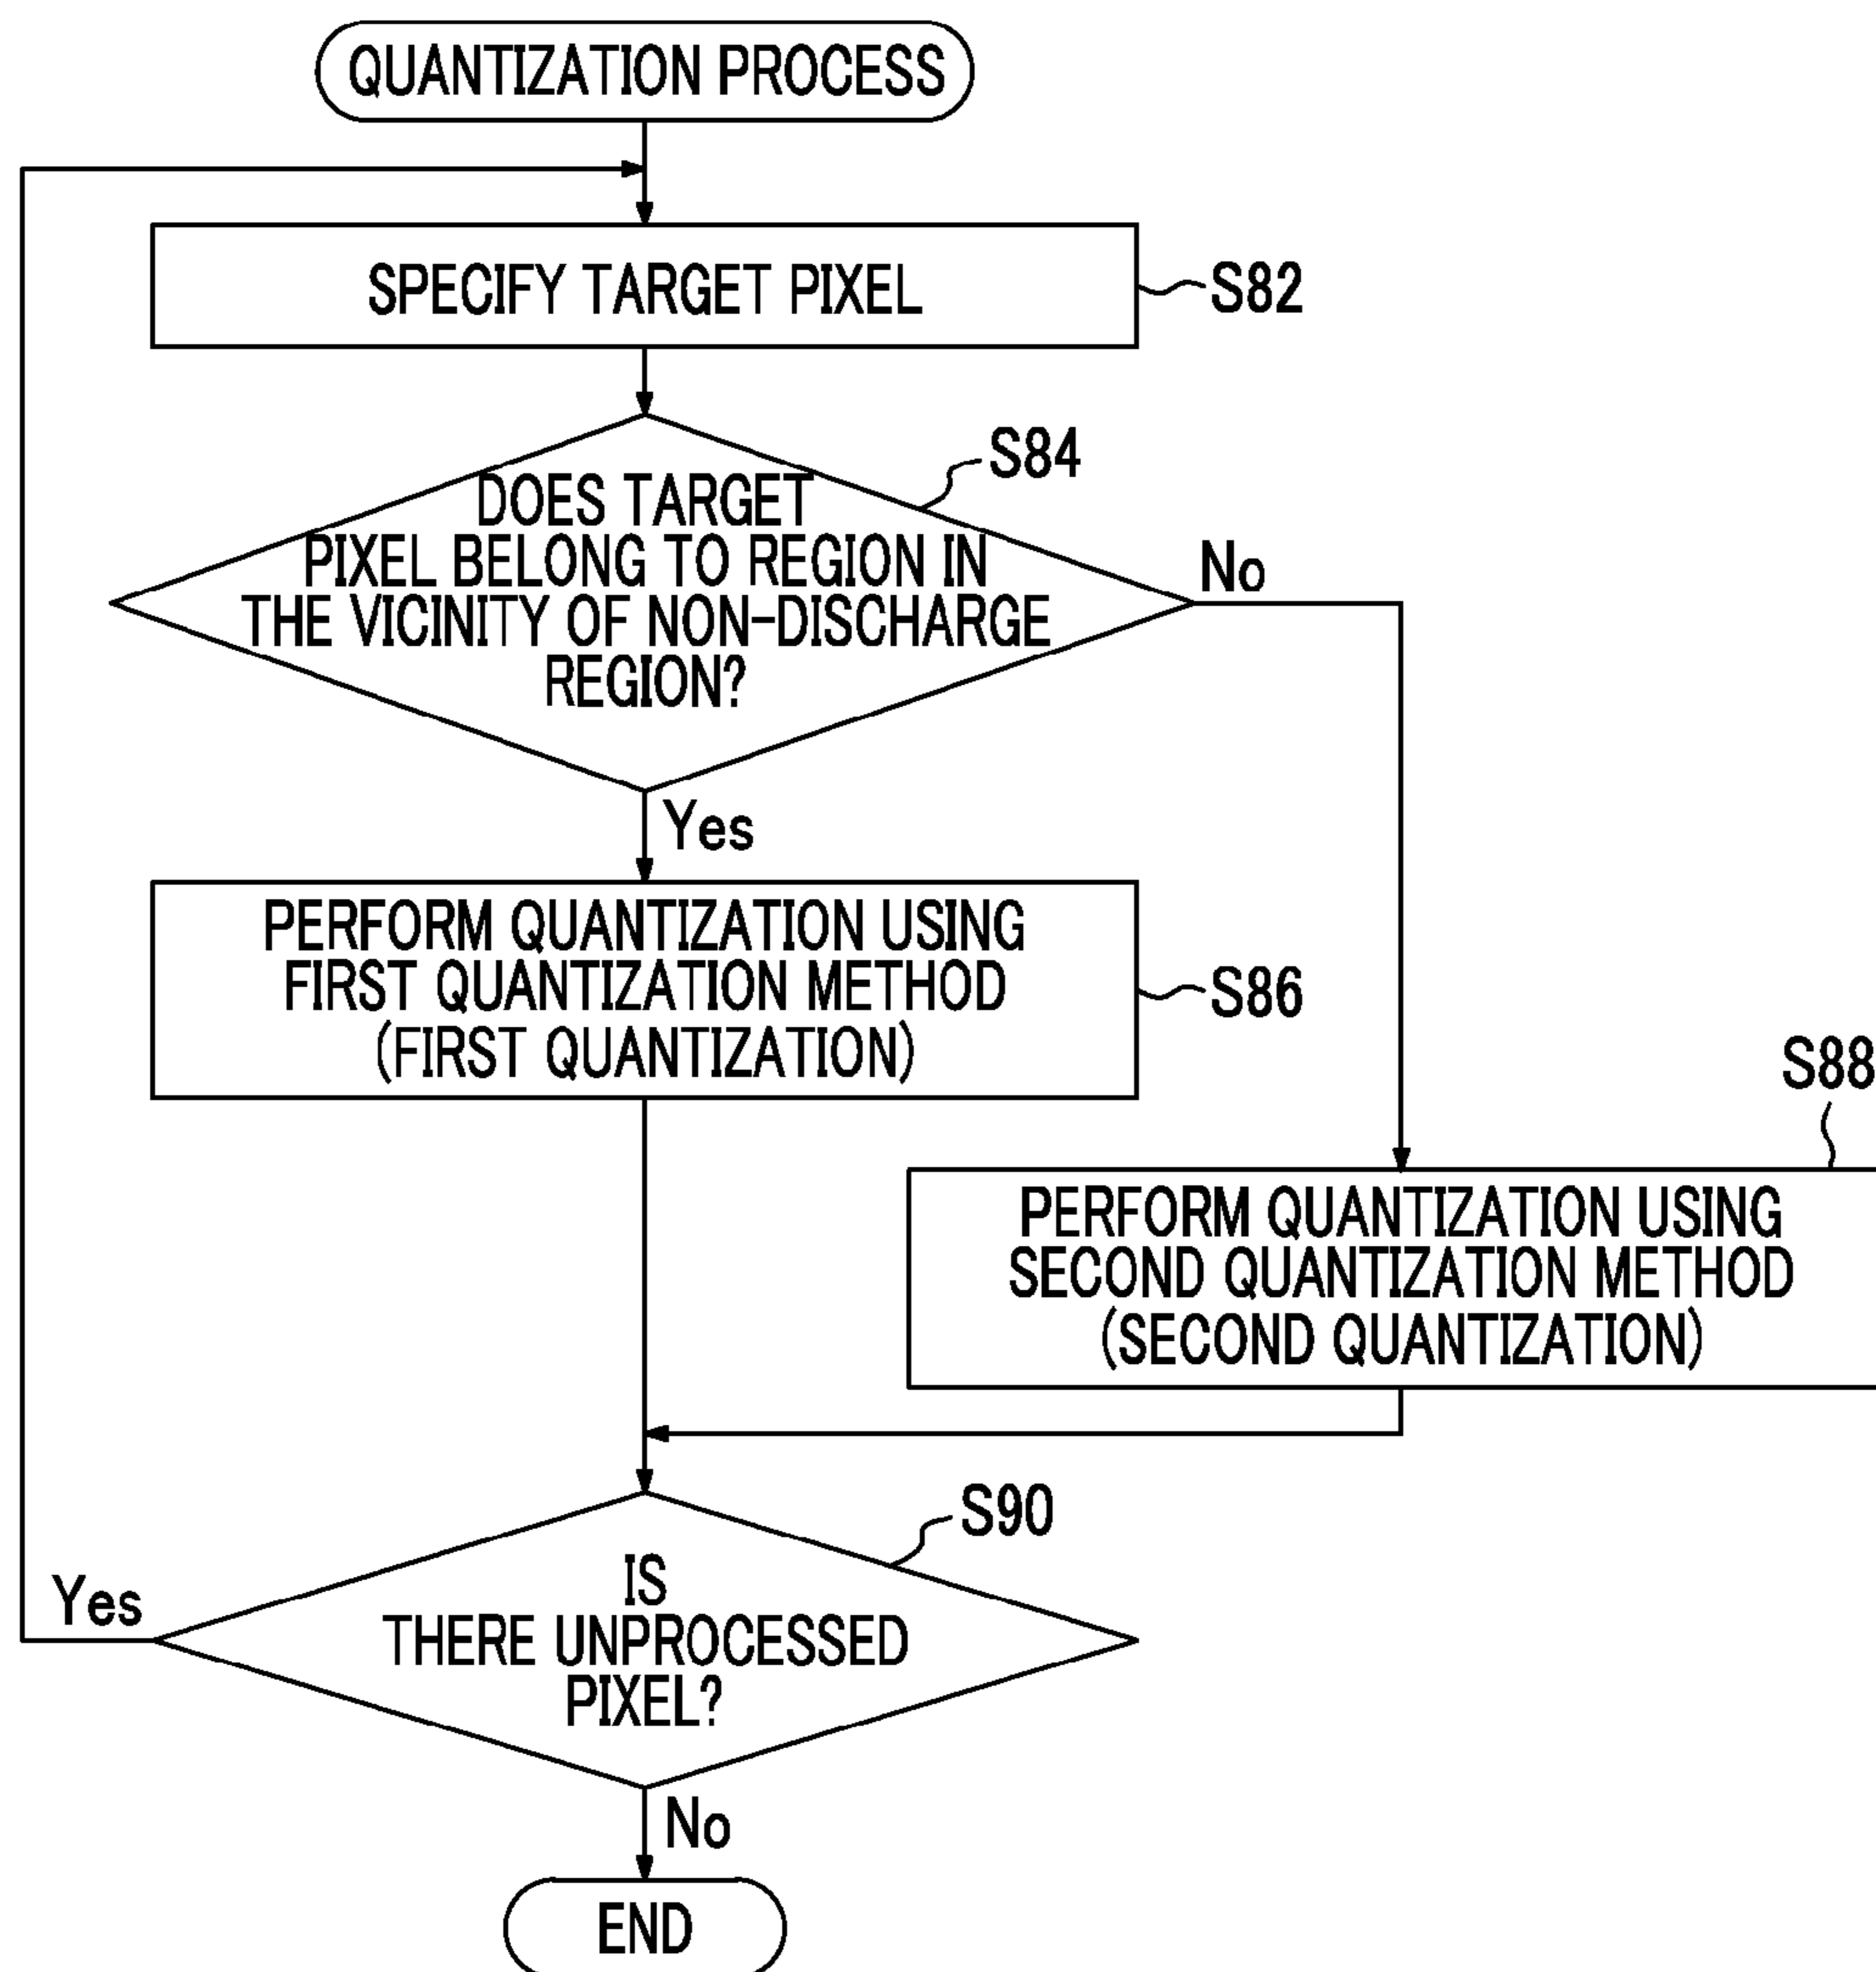 QUANTIZATION PROCESS
SPECIFY TARGET PIXEL
S82
S84
DOES TARGET
PIXEL BELONG TO REGION IN
THE VICINITY OF NON-DISCHARGE
REGION?
No
Yes
PERFORM QUANTIZATION USING
FIRST QUANTIZATION METHOD
(FIRST QUANTIZATION)
S86
S88
PERFORM QUANTIZATION USING
SECOND QUANTIZATION METHOD
(SECOND QUANTIZATION)
S90
IS
THERE UNPROCESSED
PIXEL?
Yes
No
END